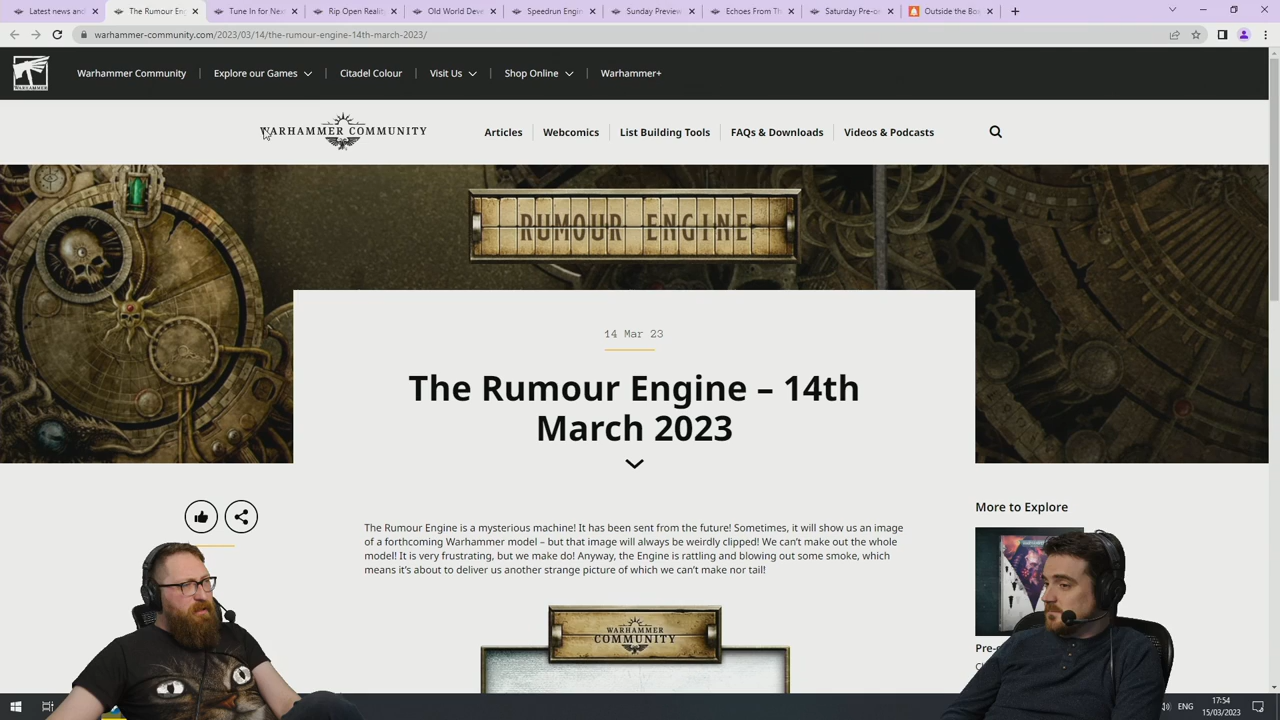 Latest news and
The Rumour Eng
Tune In for Nex
Rip Open Reali
Old World Deve
Speedrun Engin
Sunday Preview
Echoes From Th
Saturday Pre-o
Outside the Bo
warhammer-community.com/2023/03/14/the-rumour-engine-14th-march-2023/
WARHAMMER
Warhammer Community
Explore our Games
Citadel Colour
Visit Us
Shop Online
Warhammer+
WARHAMMER COMMUNITY
Articles
Webcomics
List Building Tools
FAQs & Downloads
Videos & Podcasts
RUMOUR ENGINE
14 Mar 23
The Rumour Engine – 14th
March 2023
The Rumour Engine is a mysterious machine! It has been sent from the future! Sometimes, it will show us an image
of a forthcoming Warhammer model – but that image will always be weirdly clipped! We can't make out the whole
model! It is very frustrating, but we make do! Anyway, the Engine is rattling and blowing out some smoke, which
means it's about to deliver us another strange picture of which we can't make nor tail!
More to Explore
WARHAMMER
COMMUNITY
Pre-
ENG
17:54
15/03/2023